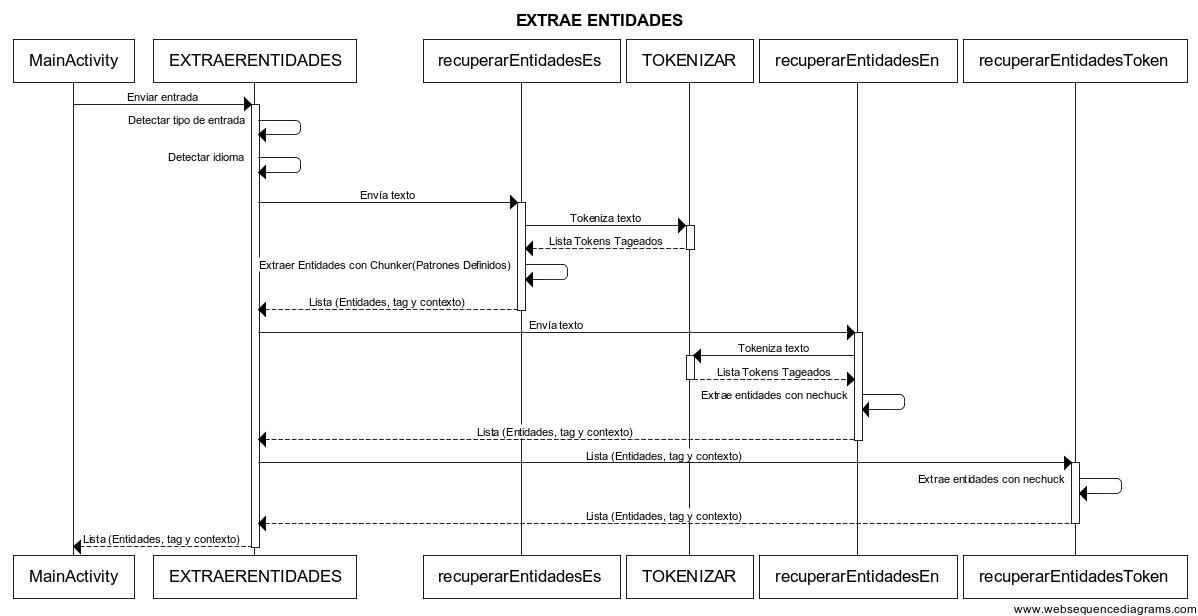 EXTRAE ENTIDADES
MainActivity
EXTRAERENTIDADES
recuperarEntidadesEs
TOKENIZAR
recuperarEntidadesEn
recuperarEntidadesToken
Enviar entrada
Detectar tipo de entrada
Detectar idioma
Envía texto
Tokeniza texto
Lista Tokens Tageados
Extraer Entidades con Chunker(Patrones Definidos)
Lista (Entidades, tag y contexto)
Envía texto
Tokeniza texto
Lista Tokens Tageados
Extrae entidades con nechuck
Lista (Entidades, tag y contexto)
Lista (Entidades, tag y contexto)
Extrae entidades con nechuck
Lista (Entidades, tag y contexto)
Lista (Entidades, tag y contexto)
MainActivity
EXTRAERENTIDADES
recuperarEntidadesEs
TOKENIZAR
recuperarEntidadesEn
recuperarEntidadesToken
www.websequencediagrams.com